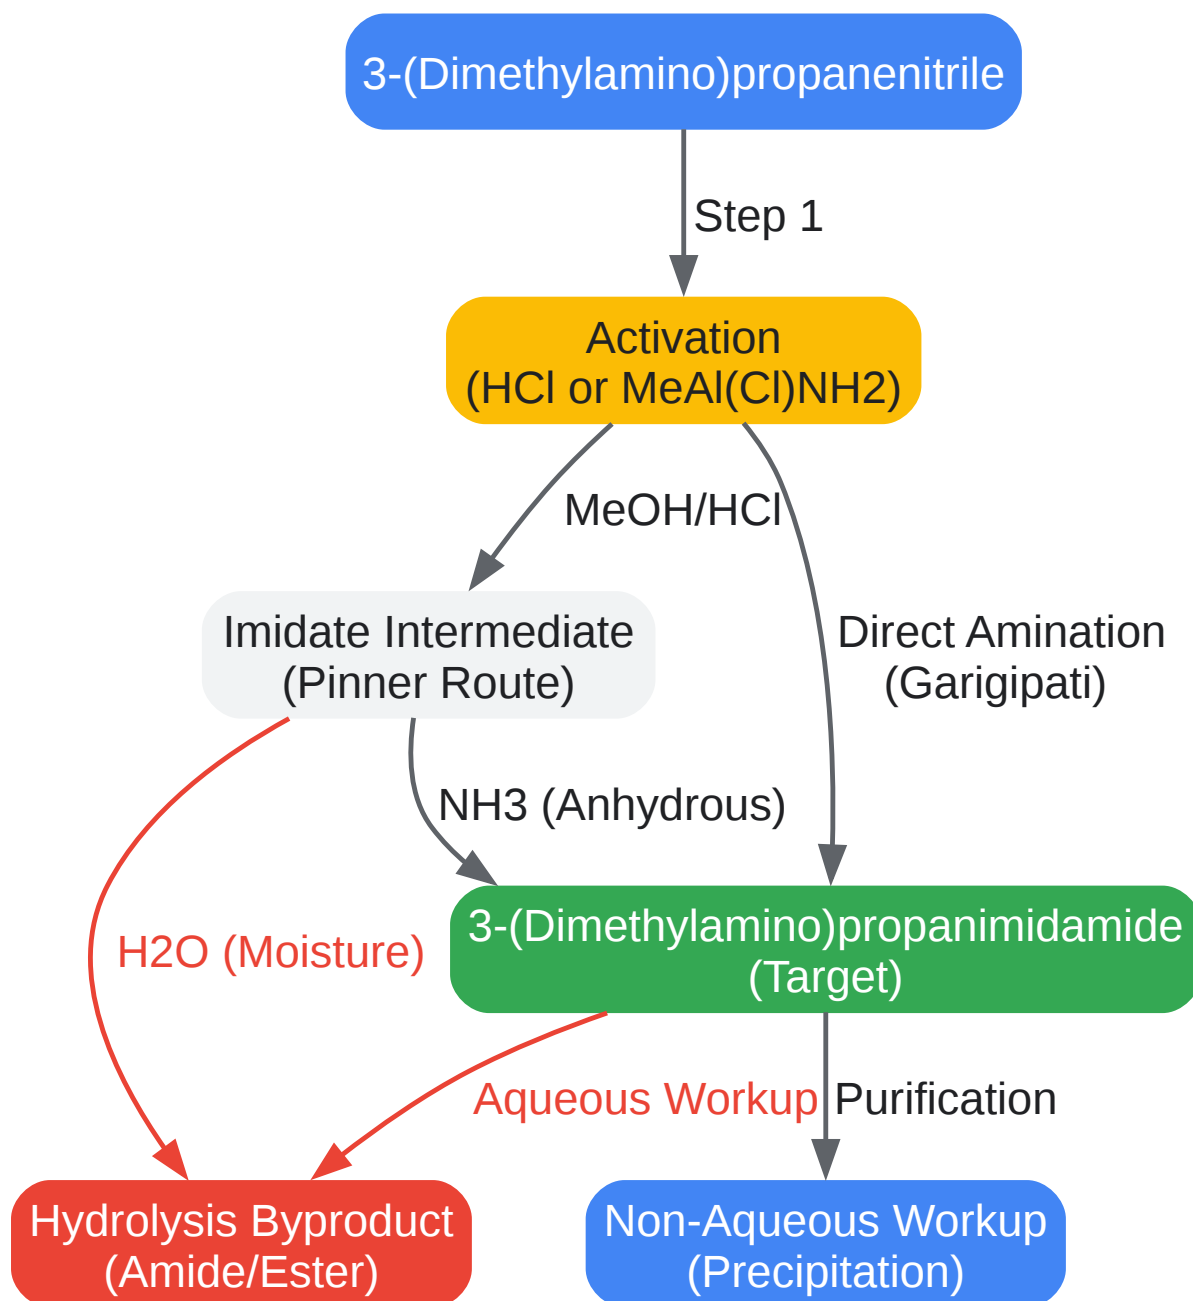 3-(Dimethylamino)propanenitrile
Step 1
Activation
(HCl or MeAl(Cl)NH2)
MeOH/HCl
Imidate Intermediate
(Pinner Route)
Direct Amination
(Garigipati)
NH3 (Anhydrous)
H2O (Moisture)
3-(Dimethylamino)propanimidamide
(Target)
Aqueous Workup
Purification
Hydrolysis Byproduct
(Amide/Ester)
Non-Aqueous Workup
(Precipitation)